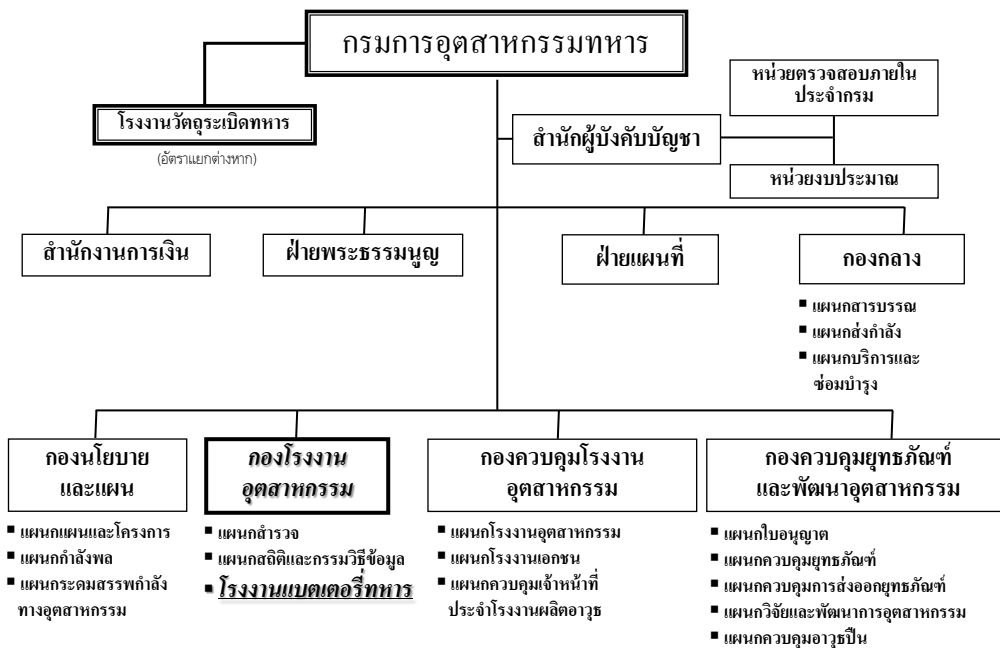 กรมการอุตสาหกรรมทหาร
หน่วยตรวจสอบภายใน
ประจำกรม
โรงงานวัตถุระเบิดทหาร
(อัตราแยกต่างหาก)
สำนักผู้บังคับบัญชา
หน่วยงบประมาณ
สำนักงานการเงิน
ฝ่ายพระธรรมนูญ
ฝ่ายแผนที่
กองกลาง
▪ แผนกสารบรรณ
▪ แผนกส่งกำลัง
▪ แผนกบริการและ
ซ่อมบำรุง
กองนโยบาย
และแผน
▪ แผนกแผนและโครงการ
▪ แผนกกำลังพล
▪ แผนกระดมสรรพกำลัง
ทางอุตสาหกรรม
กองโรงงาน
อุตสาหกรรม
▪ แผนกสำรวจ
▪ แผนกสถิติและกรรมวิธีข้อมูล
▪ โรงงานแบตเตอรี่ทหาร
กองควบคุมโรงงาน
อุตสาหกรรม
▪ แผนกโรงงานอุตสาหกรรม
▪ แผนกโรงงานเอกชน
▪ แผนกควบคุมเจ้าหน้าที่
ประจำโรงงานผลิตอาวุธ
กองควบคุมยุทธภัณฑ์
และพัฒนาอุตสาหกรรม
▪ แผนกใบอนุญาต
▪ แผนกควบคุมยุทธภัณฑ์
▪ แผนกควบคุมการส่งออกยุทธภัณฑ์
▪ แผนกวิจัยและพัฒนาการอุตสาหกรรม
▪ แผนกควบคุมอาวุธปืน